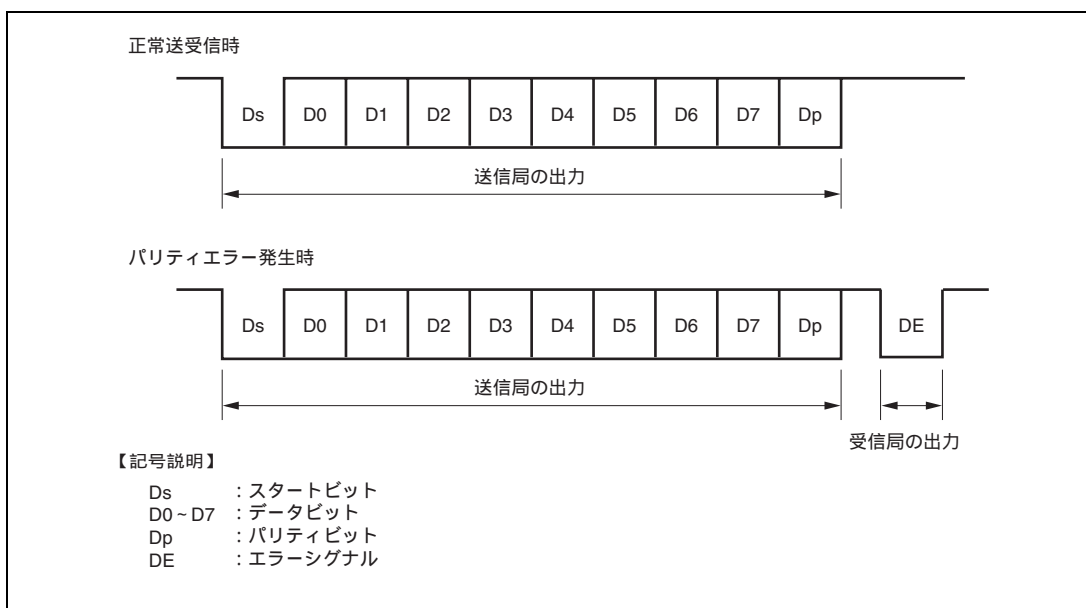 正常送受信時
Ds D0 D1 D2 D3 D4 D5 D6 D7 Dp
送信局の出力
パリティエラー発生時
Ds D0 D1 D2 D3 D4 D5 D6 D7 Dp DE
送信局の出力
受信局の出力
【記号説明】
Ds : スタートビット
D0~D7 : データビット
Dp : パリティビット
DE : エラーシグナル